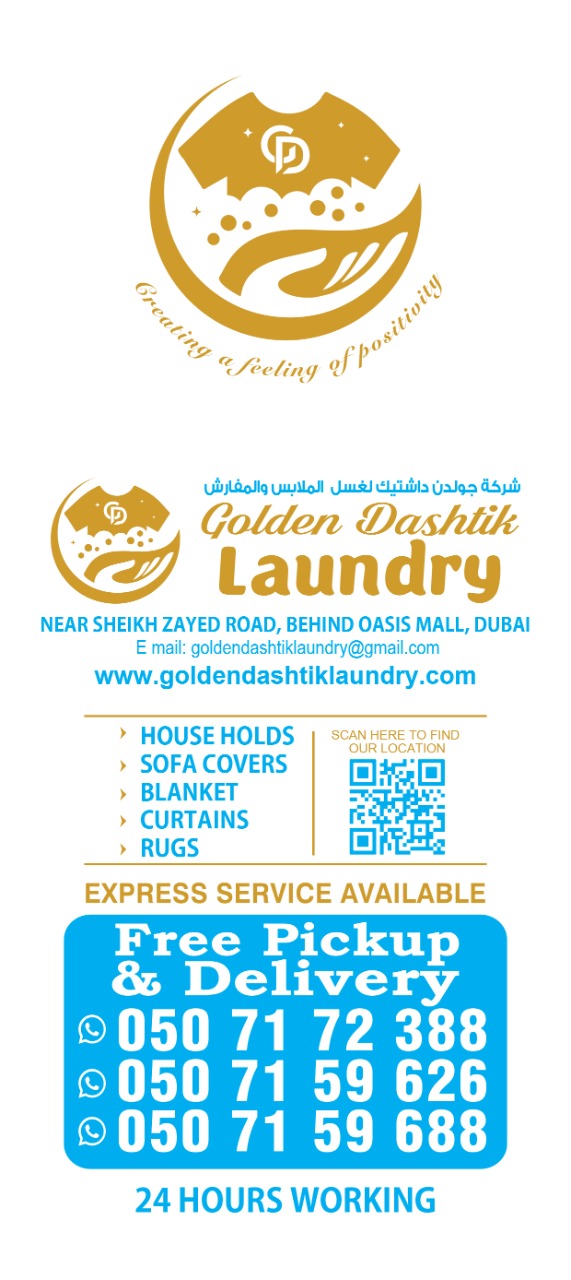 GD
Creating a feeling of positivity
شركة جولدن داشتيك لغسل الملابس والمفارش
GD
Golden Dashtik
Laundry
NEAR SHEIKH ZAYED ROAD, BEHIND OASIS MALL, DUBAI
E mail: goldendashtiklaundry@gmail.com
www.goldendashtiklaundry.com
HOUSE HOLDS
SOFA COVERS
BLANKET
CURTAINS
RUGS
SCAN HERE TO FIND
OUR LOCATION
EXPRESS SERVICE AVAILABLE
Free Pickup
& Delivery
050 71 72 388
050 71 59 626
050 71 59 688
24 HOURS WORKING